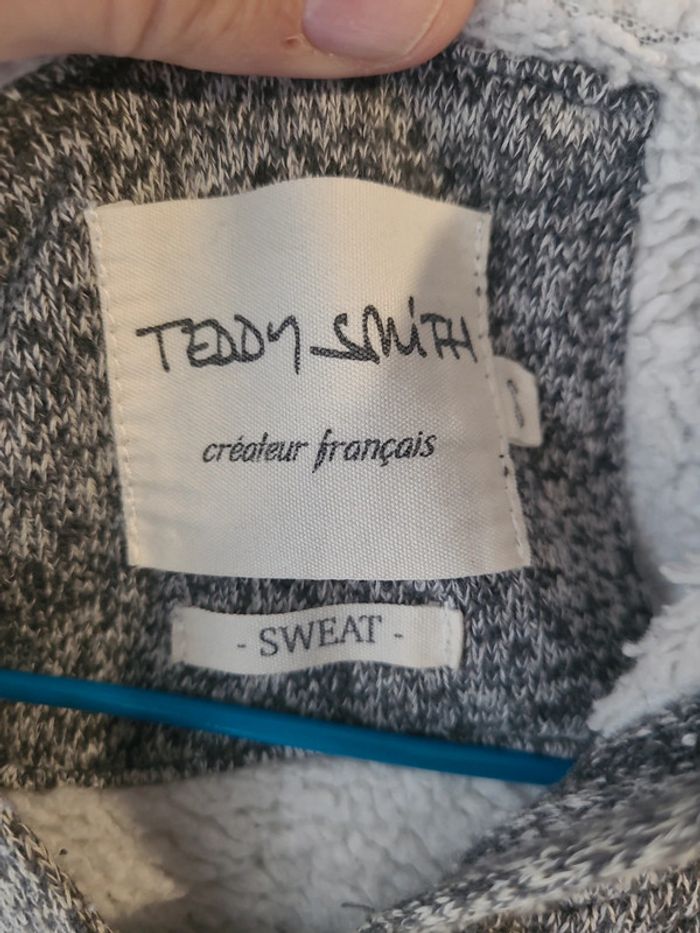 TEDDY SMITH
créateur français
- SWEAT -